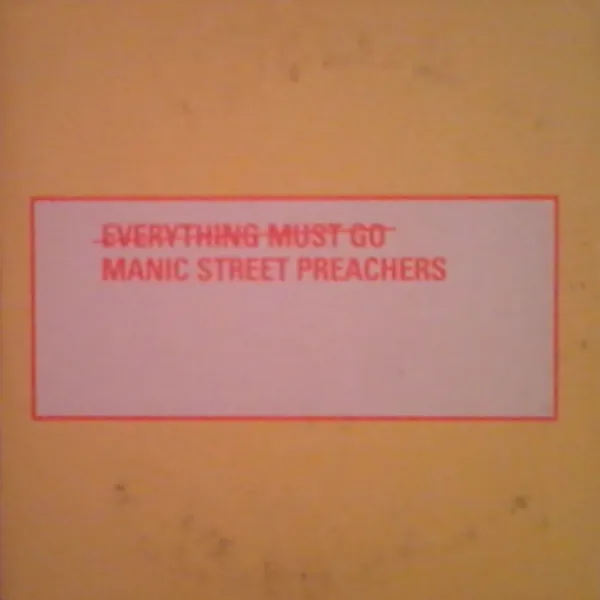 EVERYTHING MUST GO
MANIC STREET PREACHERS